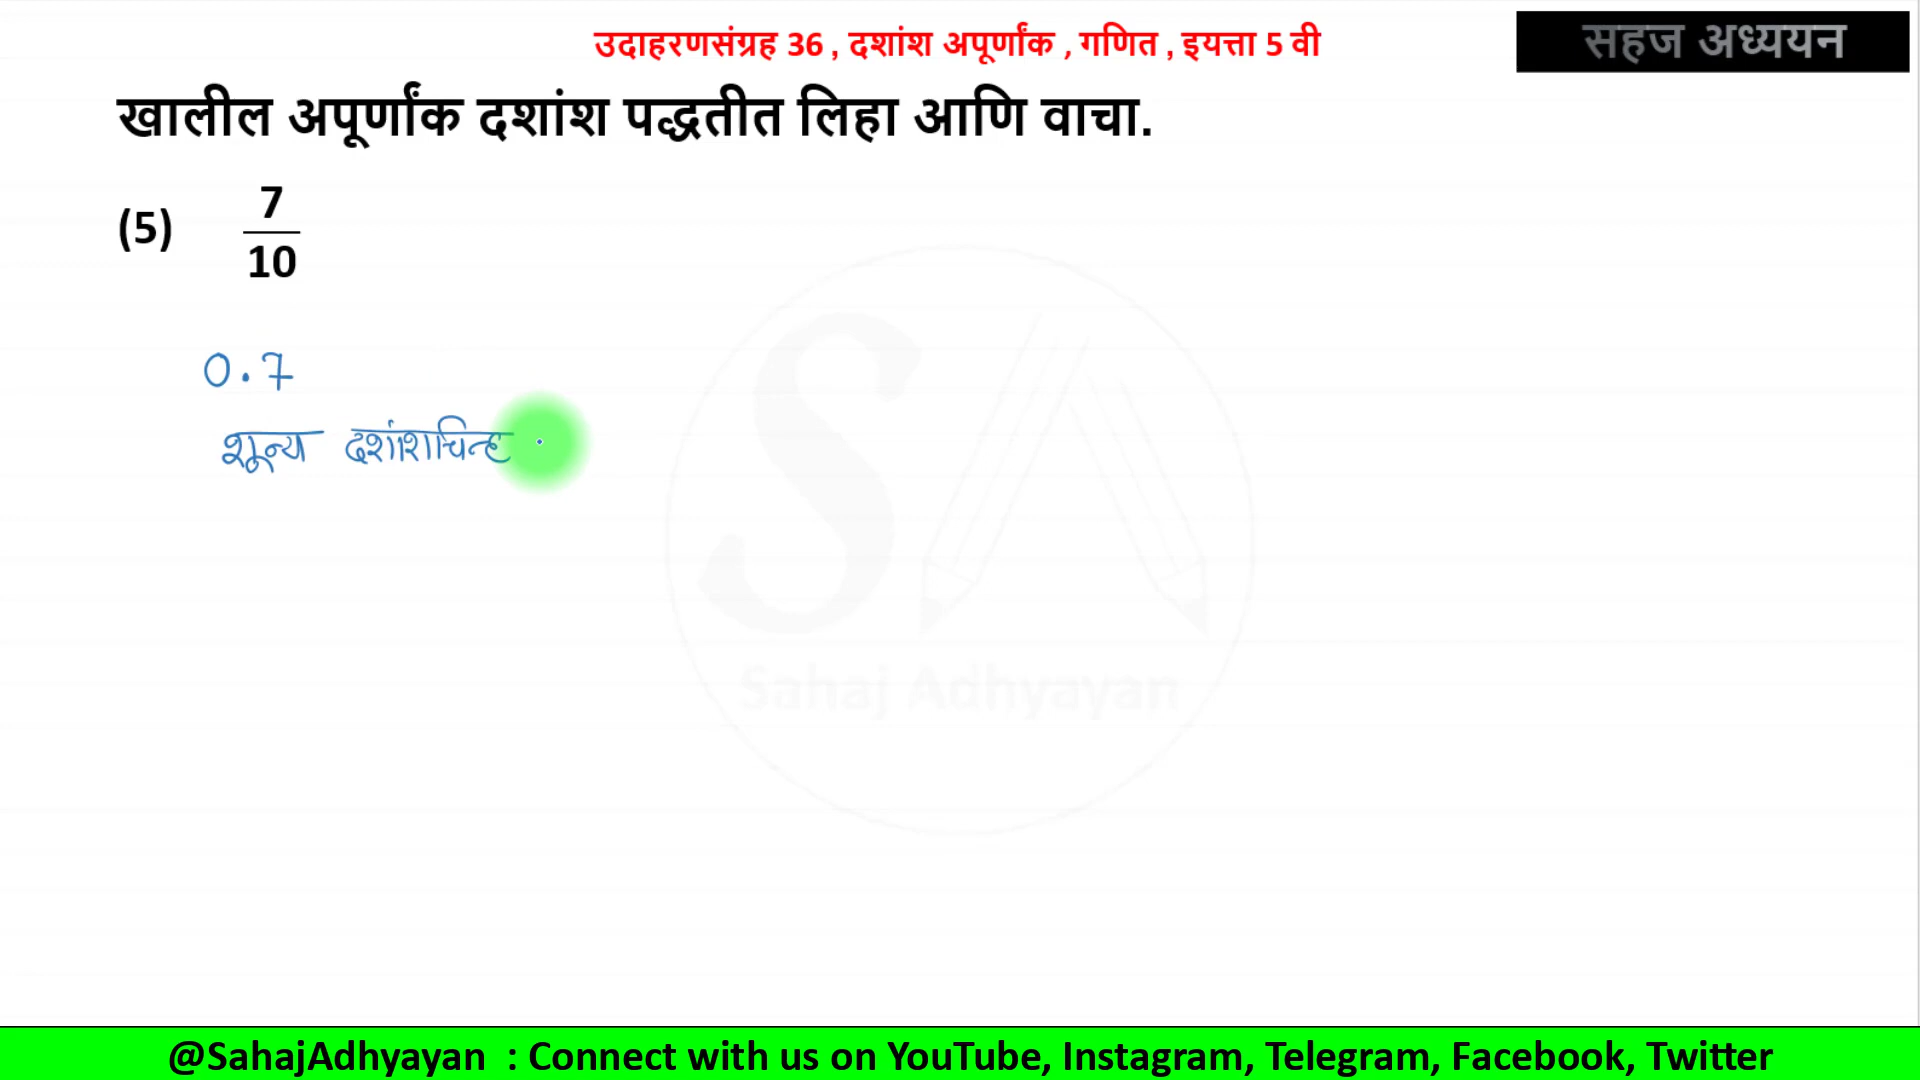 उदाहरणसंग्रह 36 , दशांश अपूर्णांक , गणित , इयत्ता 5 वी
सहज अध्ययन
खालील अपूर्णांक दशांश पद्धतीत लिहा आणि वाचा.
(5) 7/10
0.7
शून्य दशांशचिन्ह
Sahaj Adhyayan
@SahajAdhyayan : Connect with us on YouTube, Instagram, Telegram, Facebook, Twitter